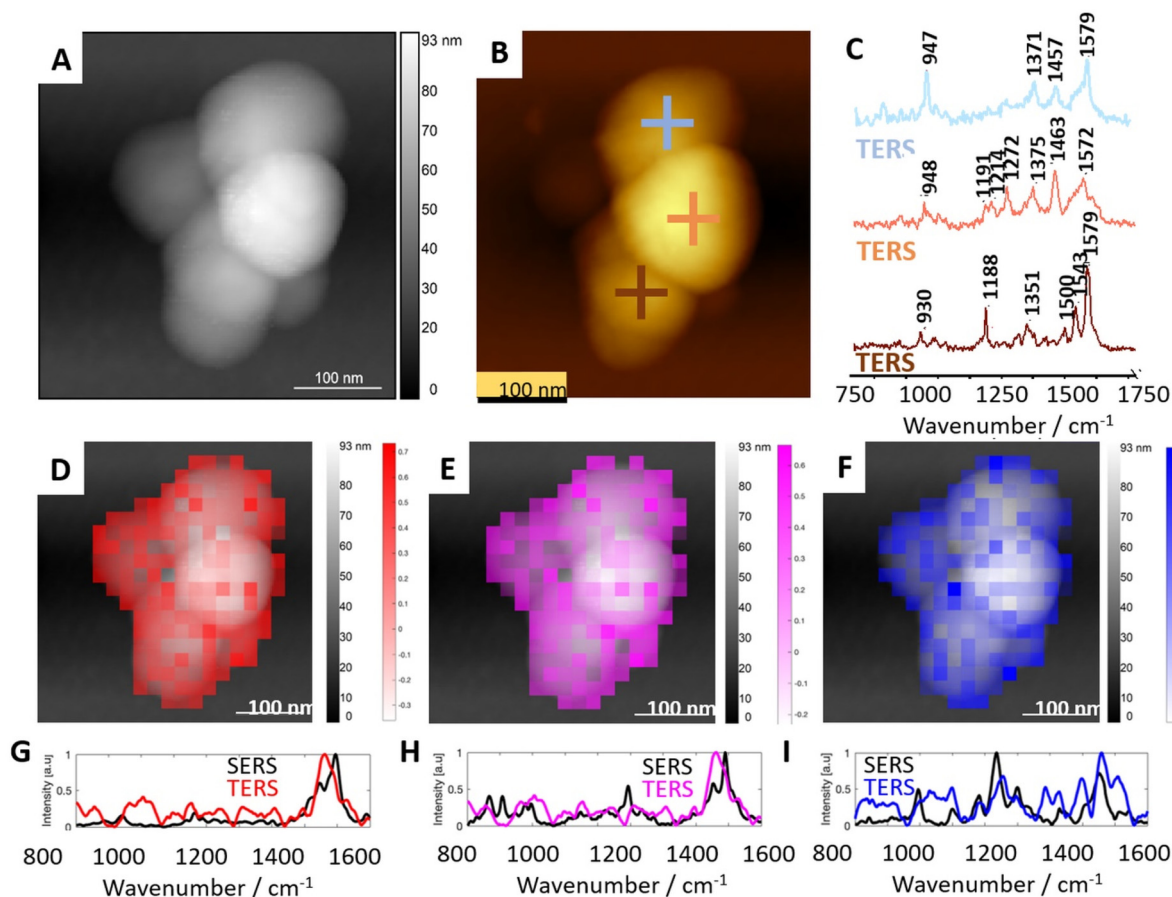 A
93 nm
80
70
60
50
40
30
20
10
0
100 nm
B
100 nm
C
947
1371
1457
1579
TERS
948
1191
1214
1272
1375
1463
1572
TERS
930
1188
1351
1500
1543
1579
TERS
750 1000 1250 1500 1750
Wavenumber / cm-1
D
93 nm
80
70
60
50
40
30
20
10
0
0.7
0.6
0.5
0.4
0.3
0.2
0.1
0
-0.1
-0.2
-0.3
100 nm
E
93 nm
80
70
60
50
40
30
20
10
0
0.6
0.5
0.4
0.3
0.2
0.1
0
-0.1
-0.2
100 nm
F
93 nm
80
70
60
50
40
30
20
10
0
100 nm
G
Intensity [a.u]
1
0.5
0
SERS
TERS
800 1000 1200 1400 1600
Wavenumber / cm-1
H
Intensity [a.u]
1
0.5
0
SERS
TERS
800 1000 1200 1400 1600
Wavenumber / cm-1
I
Intensity [a.u]
1
0.5
0
SERS
TERS
800 1000 1200 1400 1600
Wavenumber / cm-1